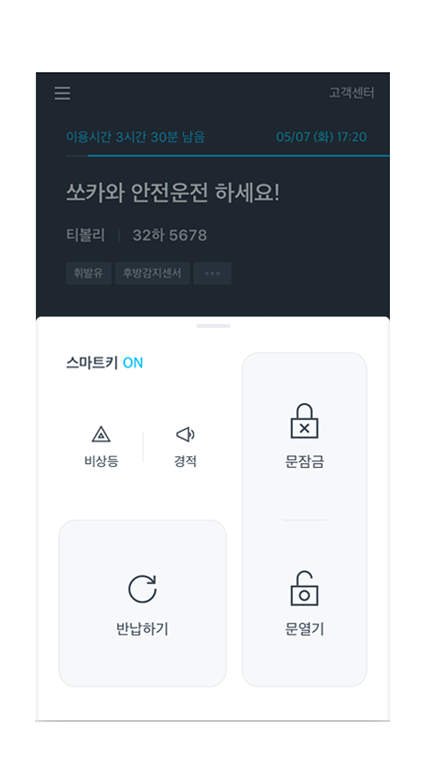 고객센터
이용시간 3시간 30분 남음 05/07 (화) 17:20
쏘카와 안전운전 하세요!
티볼리 | 32하 5678
휘발유 후방감지센서 •••
스마트키 ON
비상등 경적
문잠금
반납하기 문열기